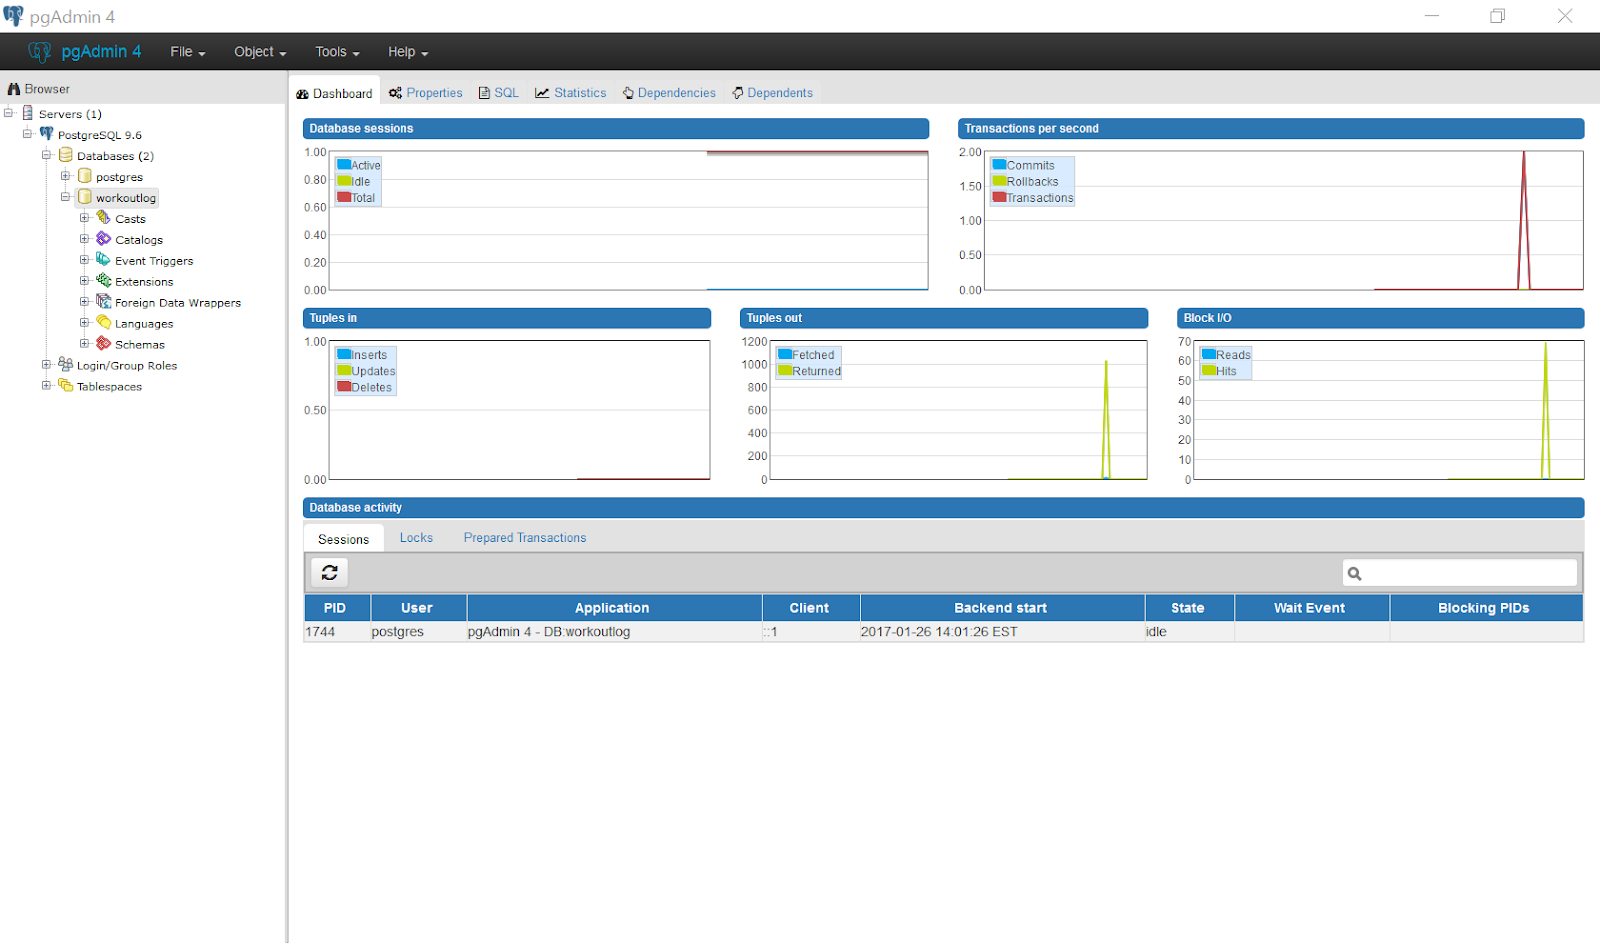 pgAdmin 4
pgAdmin 4 File Object Tools Help
Browser
Servers (1)
PostgreSQL 9.6
Databases (2)
postgres
workoutlog
Casts
Catalogs
Event Triggers
Extensions
Foreign Data Wrappers
Languages
Schemas
Login/Group Roles
Tablespaces
Dashboard Properties SQL Statistics Dependencies Dependents
Database sessions
1.00
0.80
0.60
0.40
0.20
0.00
Active
Idle
Total
Transactions per second
2.00
1.50
1.00
0.50
0.00
Commits
Rollbacks
Transactions
Tuples in
1.00
0.50
0.00
Inserts
Updates
Deletes
Tuples out
1200
1000
800
600
400
200
0
Fetched
Returned
Block I/O
70
60
50
40
30
20
10
0
Reads
Hits
Database activity
Sessions Locks Prepared Transactions
PID User Application Client Backend start State Wait Event Blocking PIDs
1744 postgres pgAdmin 4 - DB:workoutlog ::1 2017-01-26 14:01:26 EST idle